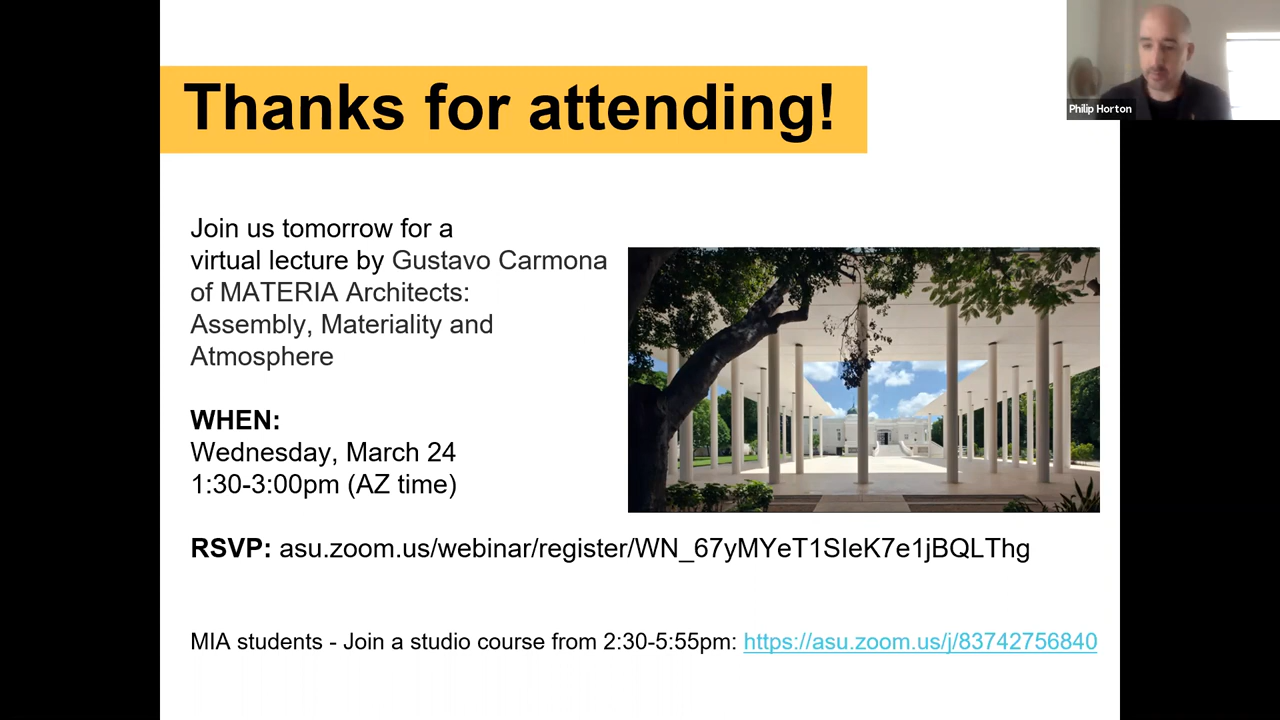 Thanks for attending!
Philip Horton
Join us tomorrow for a
virtual lecture by Gustavo Carmona
of MATERIA Architects:
Assembly, Materiality and
Atmosphere
WHEN:
Wednesday, March 24
1:30-3:00pm (AZ time)
RSVP: asu.zoom.us/webinar/register/WN_67yMYeT1SIeK7e1jBQLThg
MIA students - Join a studio course from 2:30-5:55pm: https://asu.zoom.us/j/83742756840